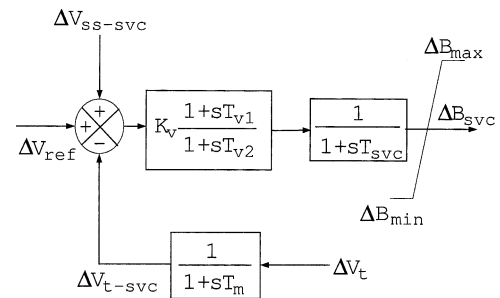 ΔV_ss-svc
ΔB_max
+
+
−
K_v (1+sT_v1)/(1+sT_v2)
1/(1+sT_svc)
ΔB_svc
ΔV_ref
ΔB_min
ΔV_t-svc
1/(1+sT_m)
ΔV_t